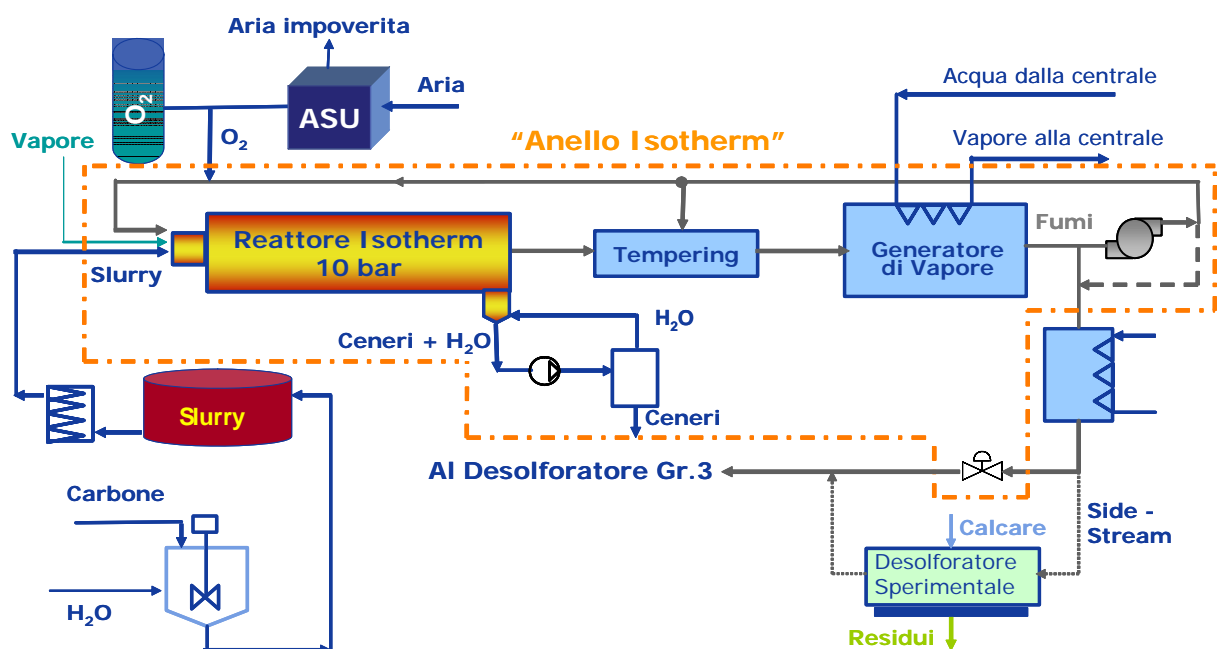 Aria impoverita
Acqua dalla centrale
Aria
O2
ASU
O2
Vapore
“Anello Isotherm”
Vapore alla centrale
Reattore Isotherm
10 bar
Tempering
Generatore
di Vapore
Fumi
Slurry
H2O
Ceneri + H2O
Slurry
Ceneri
Al Desolforatore Gr.3
Carbone
Side -
Stream
Calcare
Desolforatore
Sperimentale
H2O
Residui